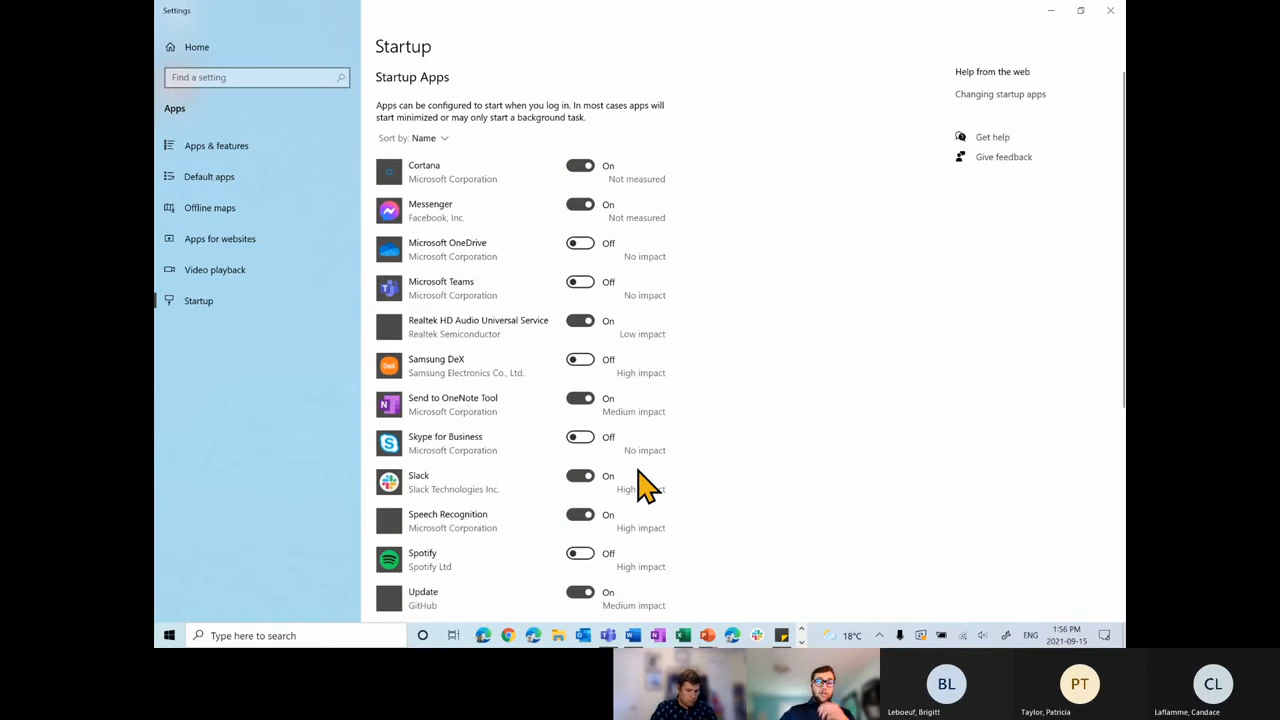 Settings
Home
Find a setting
Apps
Apps & features
Default apps
Offline maps
Apps for websites
Video playback
Startup
Startup
Startup Apps
Apps can be configured to start when you log in. In most cases apps will
start minimized or may only start a background task.
Sort by: Name
Cortana
On
Microsoft Corporation
Not measured
Messenger
On
Facebook, Inc.
Not measured
Microsoft OneDrive
Off
Microsoft Corporation
No impact
Microsoft Teams
Off
Microsoft Corporation
No impact
Realtek HD Audio Universal Service
On
Realtek Semiconductor
Low impact
Samsung DeX
Off
Samsung Electronics Co., Ltd.
High impact
Send to OneNote Tool
On
Microsoft Corporation
Medium impact
Skype for Business
Off
Microsoft Corporation
No impact
Slack
On
Slack Technologies Inc.
High
Speech Recognition
On
Microsoft Corporation
High impact
Spotify
Off
Spotify Ltd
High impact
Update
On
GitHub
Medium impact
Help from the web
Changing startup apps
Get help
Give feedback
Type here to search
18°C
ENG
1:56 PM
2021-09-15
BL
PT
CL
Leboeuf, Brigitt
Taylor, Patricia
Laflamme, Candace